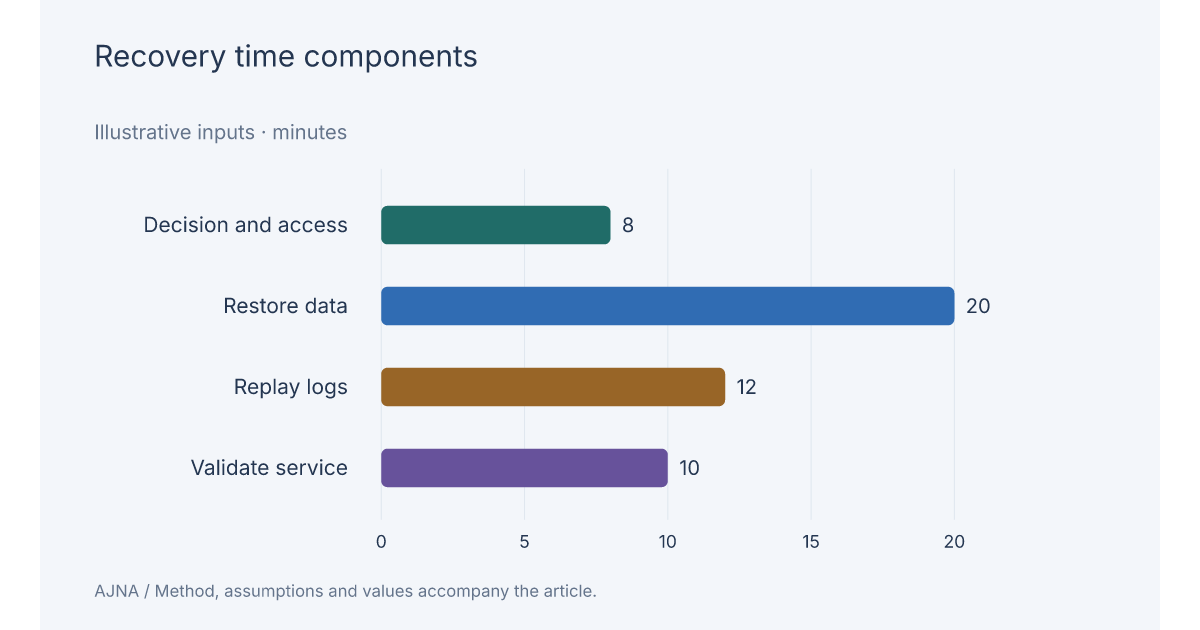 Recovery time components
Illustrative inputs · minutes
Decision and access 8
Restore data 20
Replay logs 12
Validate service 10
0 5 10 15 20
AJNA / Method, assumptions and values accompany the article.